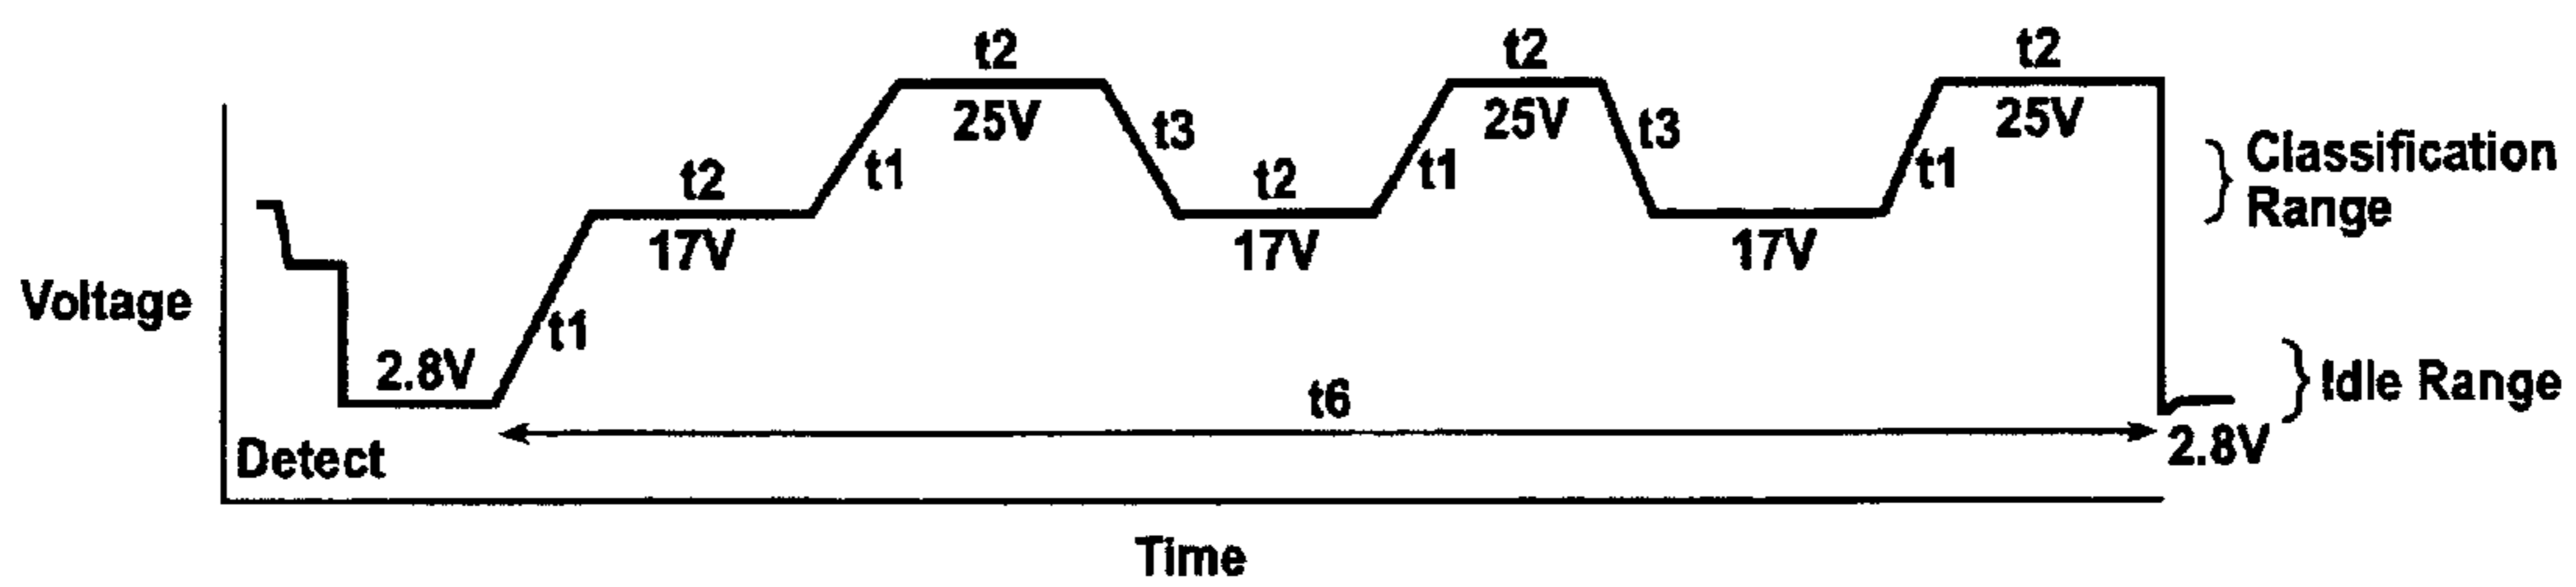 t2
t2
t2
25V
25V
25V
t3
t3
Classification
Range
t1
t1
t1
t2
t2
17V
17V
17V
Voltage
t1
2.8V
t6
Idle Range
2.8V
Detect
Time